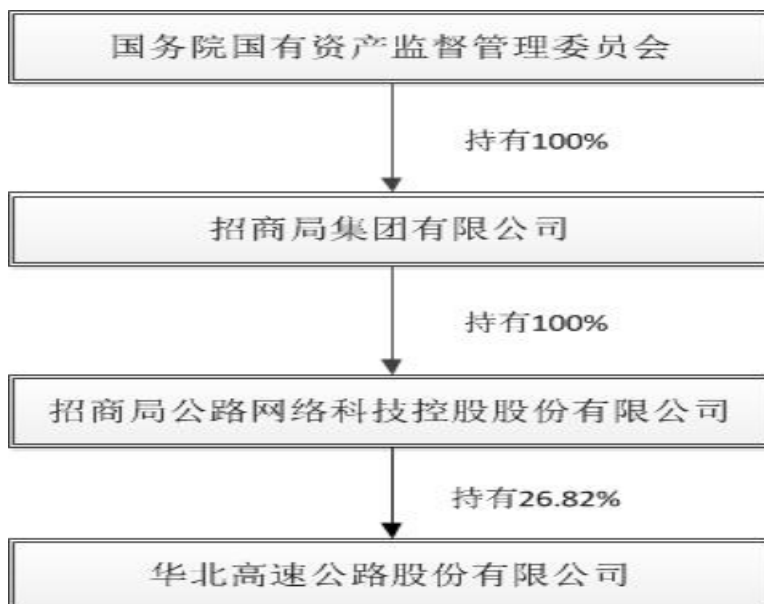 国务院国有资产监督管理委员会
持有100%
招商局集团有限公司
持有100%
招商局公路网络科技控股股份有限公司
持有26.82%
华北高速公路股份有限公司